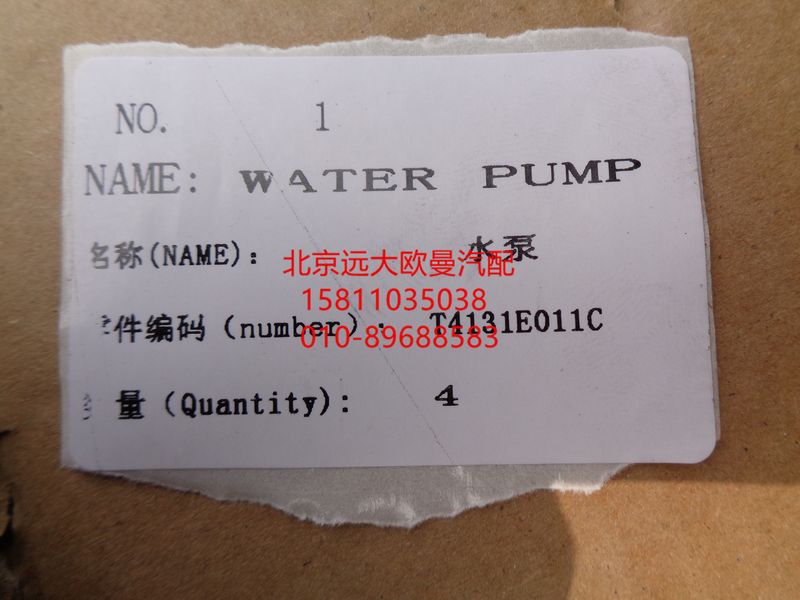 NO. 1
NAME: WATER PUMP
名称(NAME): 水泵
北京远大欧曼汽配
15811035038
件编码(number): T4131E011C
010-89688583
量(Quantity): 4